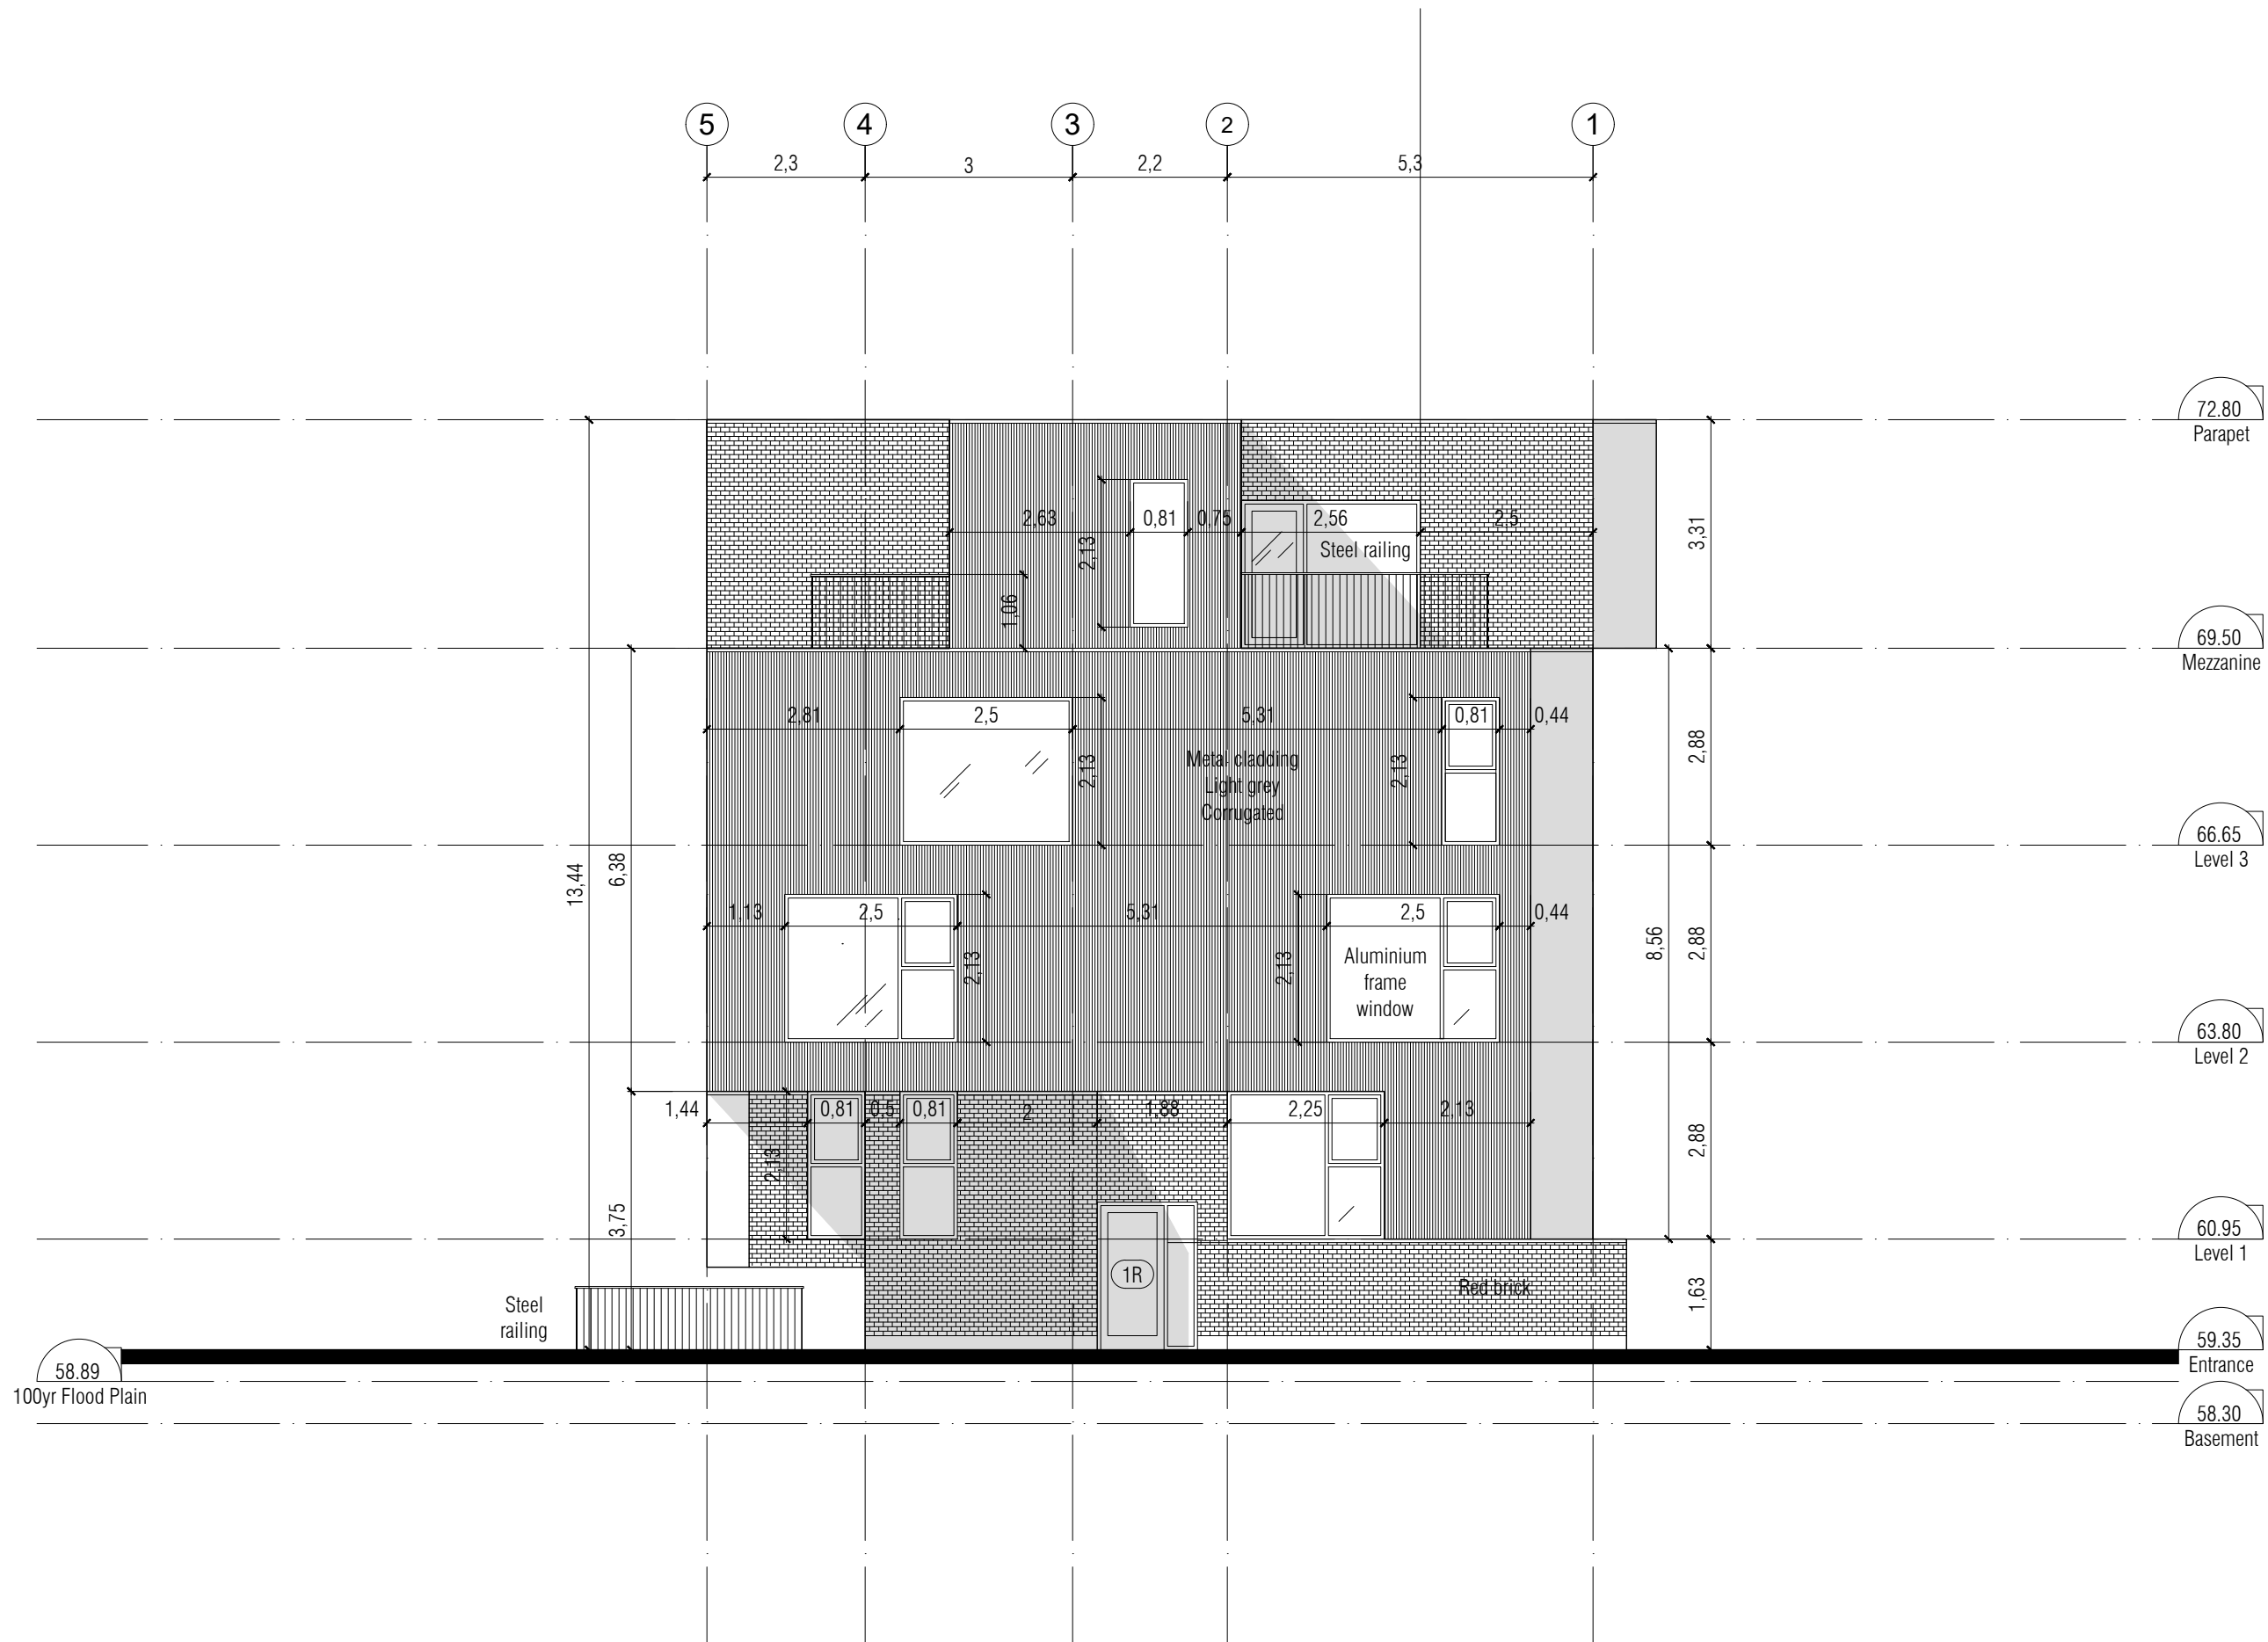 5
4
3
2
1
2,3
3
2,2
5,3
72.80
Parapet
2,63
0,81
0,75
2,56
2,5
3,31
Steel railing
2,13
1,06
69.50
Mezzanine
2,81
2,5
5,31
0,81
0,44
2,13
Metal cladding
Light grey
Corrugated
2,13
2,88
66.65
Level 3
13,44
6,38
1,13
2,5
5,31
2,5
0,44
2,13
2,13
Aluminium
frame
window
8,56
2,88
63.80
Level 2
1,44
0,81
0,5
0,81
2
1,88
2,25
2,13
2,13
2,88
3,75
60.95
Level 1
1R
Red brick
1,63
Steel
railing
59.35
Entrance
58.89
100yr Flood Plain
58.30
Basement